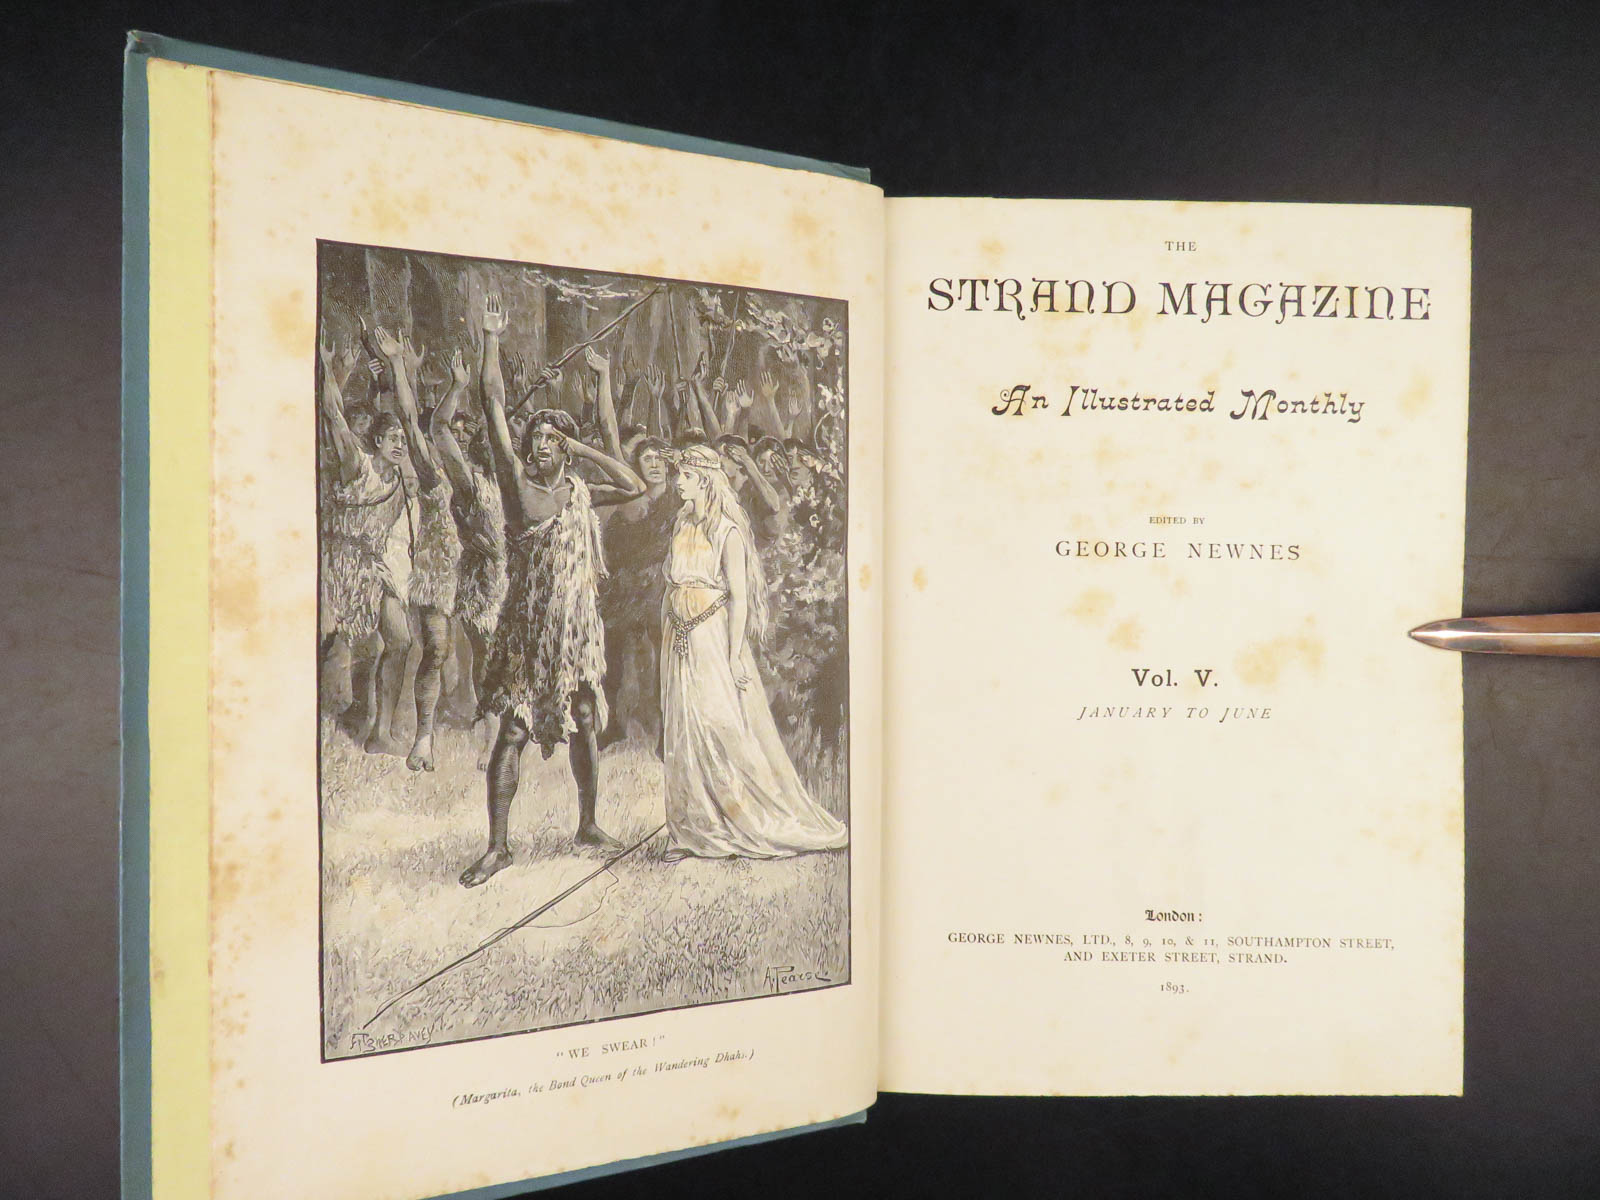 A. Pearse.
"WE SWEAR!"
(Margarita, the Bond Queen of the Wandering Dhahs.)
THE
STRAND MAGAZINE
An Illustrated Monthly
EDITED BY
GEORGE NEWNES
Vol. V.
JANUARY TO JUNE
London:
GEORGE NEWNES, LTD., 8, 9, 10, & 11, SOUTHAMPTON STREET,
AND EXETER STREET, STRAND.
1893.